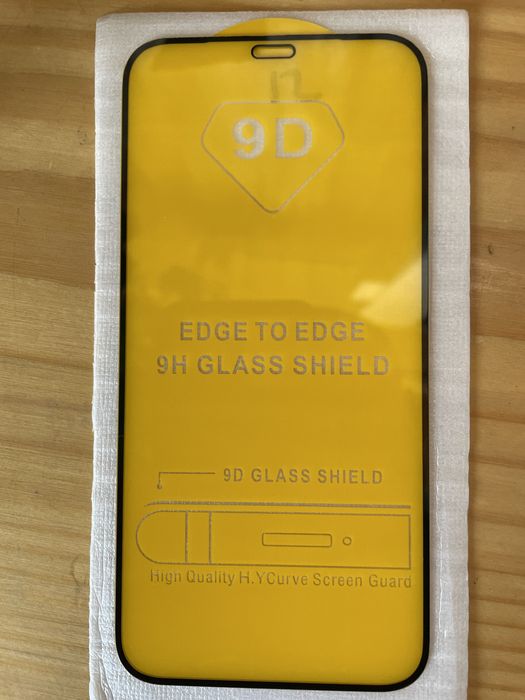 12
9D
EDGE TO EDGE
9H GLASS SHIELD
9D GLASS SHIELD
High Quality H.YCurve Screen Guard